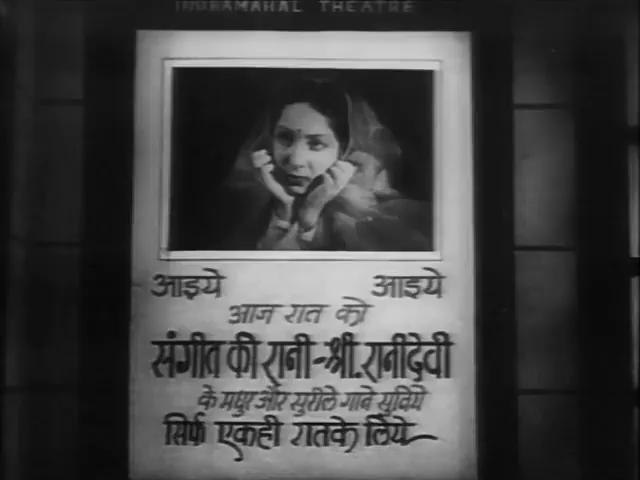 INDRAMAHAL THEATRE
आइये आइये
आज रात को
संगीत की रानी-श्री. रानीदेवी
के मधुर और सुरीले गाने सुनिये
सिर्फ एकही रातके लिये